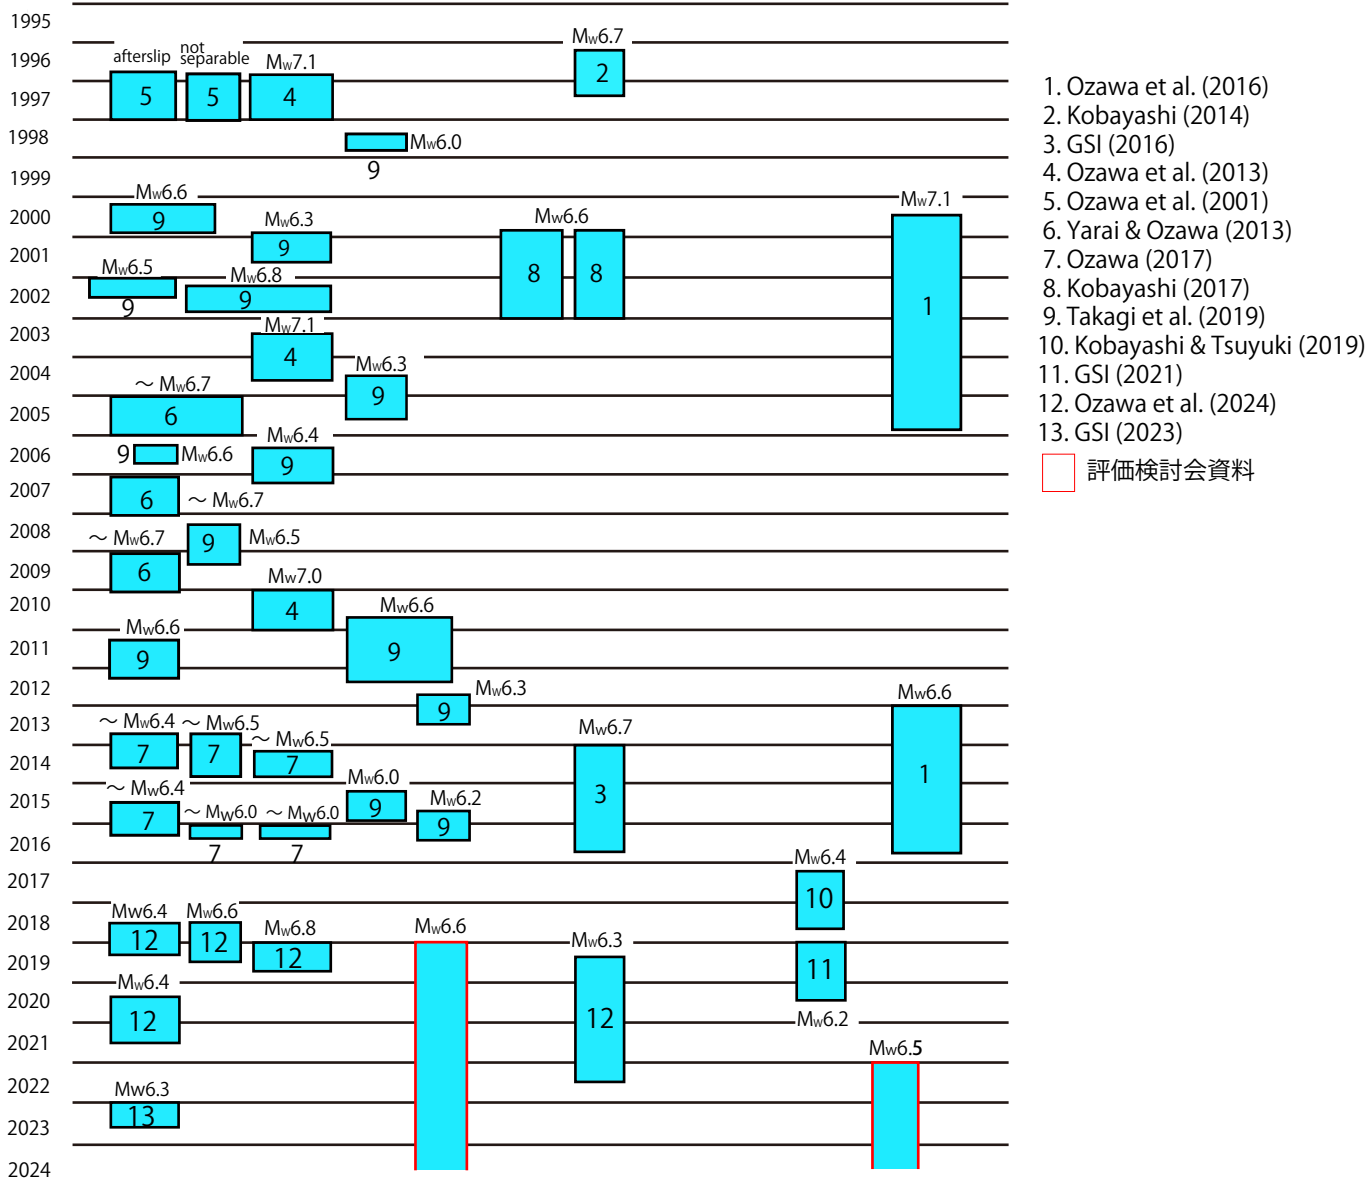 1995
1996
1997
1998
1999
2000
2001
2002
2003
2004
2005
2006
2007
2008
2009
2010
2011
2012
2013
2014
2015
2016
2017
2018
2019
2020
2021
2022
2023
2024
afterslip
not
separable
Mw7.1
Mw6.7
5
5
4
2
Mw6.0
9
Mw6.6
9
Mw6.3
9
Mw6.6
8
8
Mw7.1
1
Mw6.5
9
Mw6.8
9
Mw7.1
4
Mw6.3
9
～ Mw6.7
6
9
Mw6.6
Mw6.4
9
6
～ Mw6.7
9
Mw6.5
～ Mw6.7
6
Mw7.0
4
Mw6.6
9
Mw6.6
9
Mw6.3
9
Mw6.6
1
～ Mw6.4
7
～ Mw6.5
7
～ Mw6.5
7
Mw6.7
3
～ Mw6.4
7
～ Mw6.0
7
～ Mw6.0
7
Mw6.0
9
Mw6.2
9
Mw6.4
10
Mw6.4
12
Mw6.6
12
Mw6.8
12
Mw6.6
Mw6.3
12
11
Mw6.2
Mw6.4
12
Mw6.5
Mw6.3
13
1. Ozawa et al. (2016)
2. Kobayashi (2014)
3. GSI (2016)
4. Ozawa et al. (2013)
5. Ozawa et al. (2001)
6. Yarai & Ozawa (2013)
7. Ozawa (2017)
8. Kobayashi (2017)
9. Takagi et al. (2019)
10. Kobayashi & Tsuyuki (2019)
11. GSI (2021)
12. Ozawa et al. (2024)
13. GSI (2023)
評価検討会資料